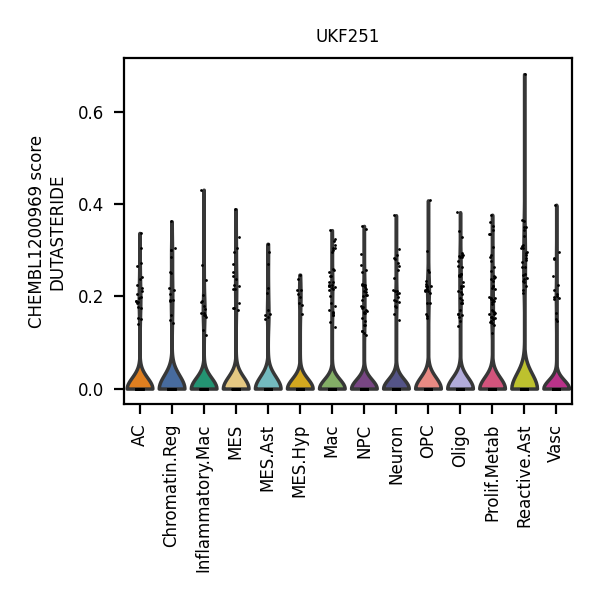 UKF251
CHEMBL1200969 score
DUTASTERIDE
0.6
0.4
0.2
0.0
AC
Chromatin.Reg
Inflammatory.Mac
MES
MES.Ast
MES.Hyp
Mac
NPC
Neuron
OPC
Oligo
Prolif.Metab
Reactive.Ast
Vasc